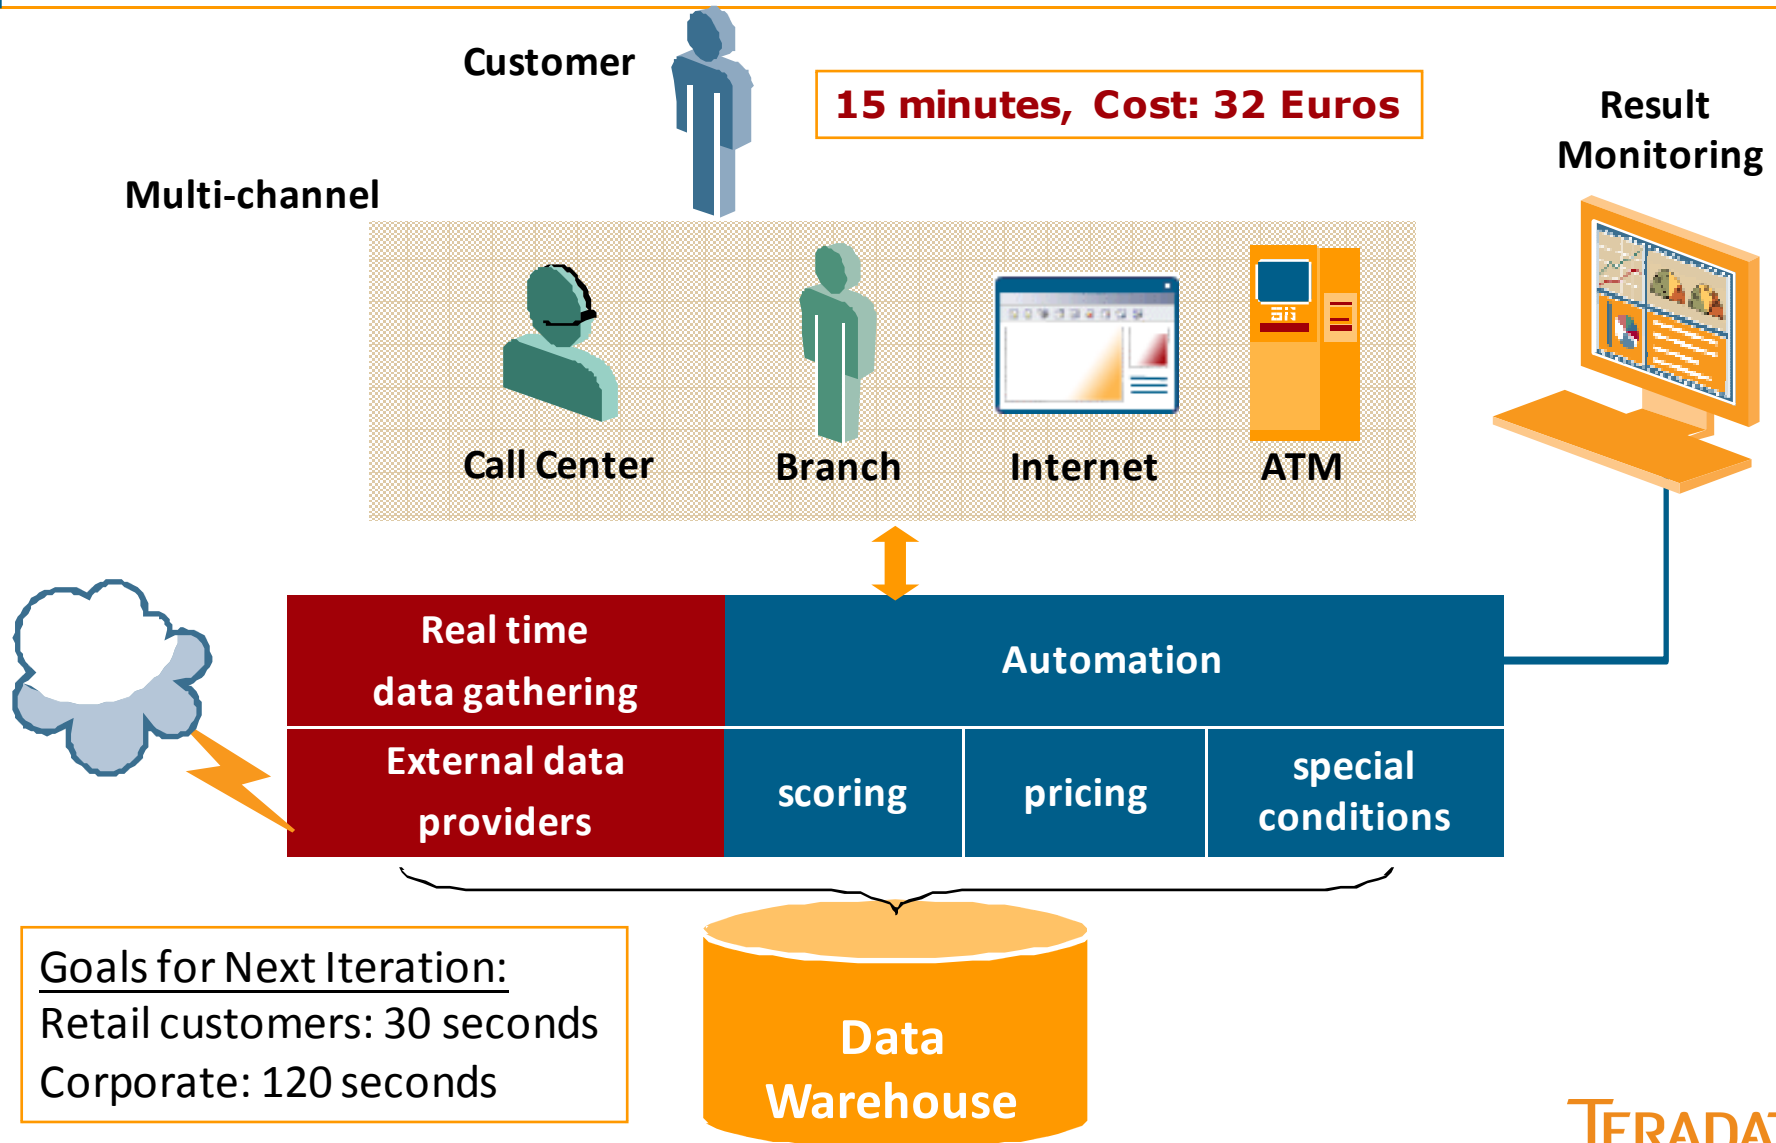 Customer
15 minutes, Cost: 32 Euros
Result
Monitoring
Multi-channel
Call Center
Branch
Internet
ATM
Real time
data gathering
Automation
External data
providers
scoring
pricing
special
conditions
Goals for Next Iteration:
Retail customers: 30 seconds
Corporate: 120 seconds
Data
Warehouse
TERADAT